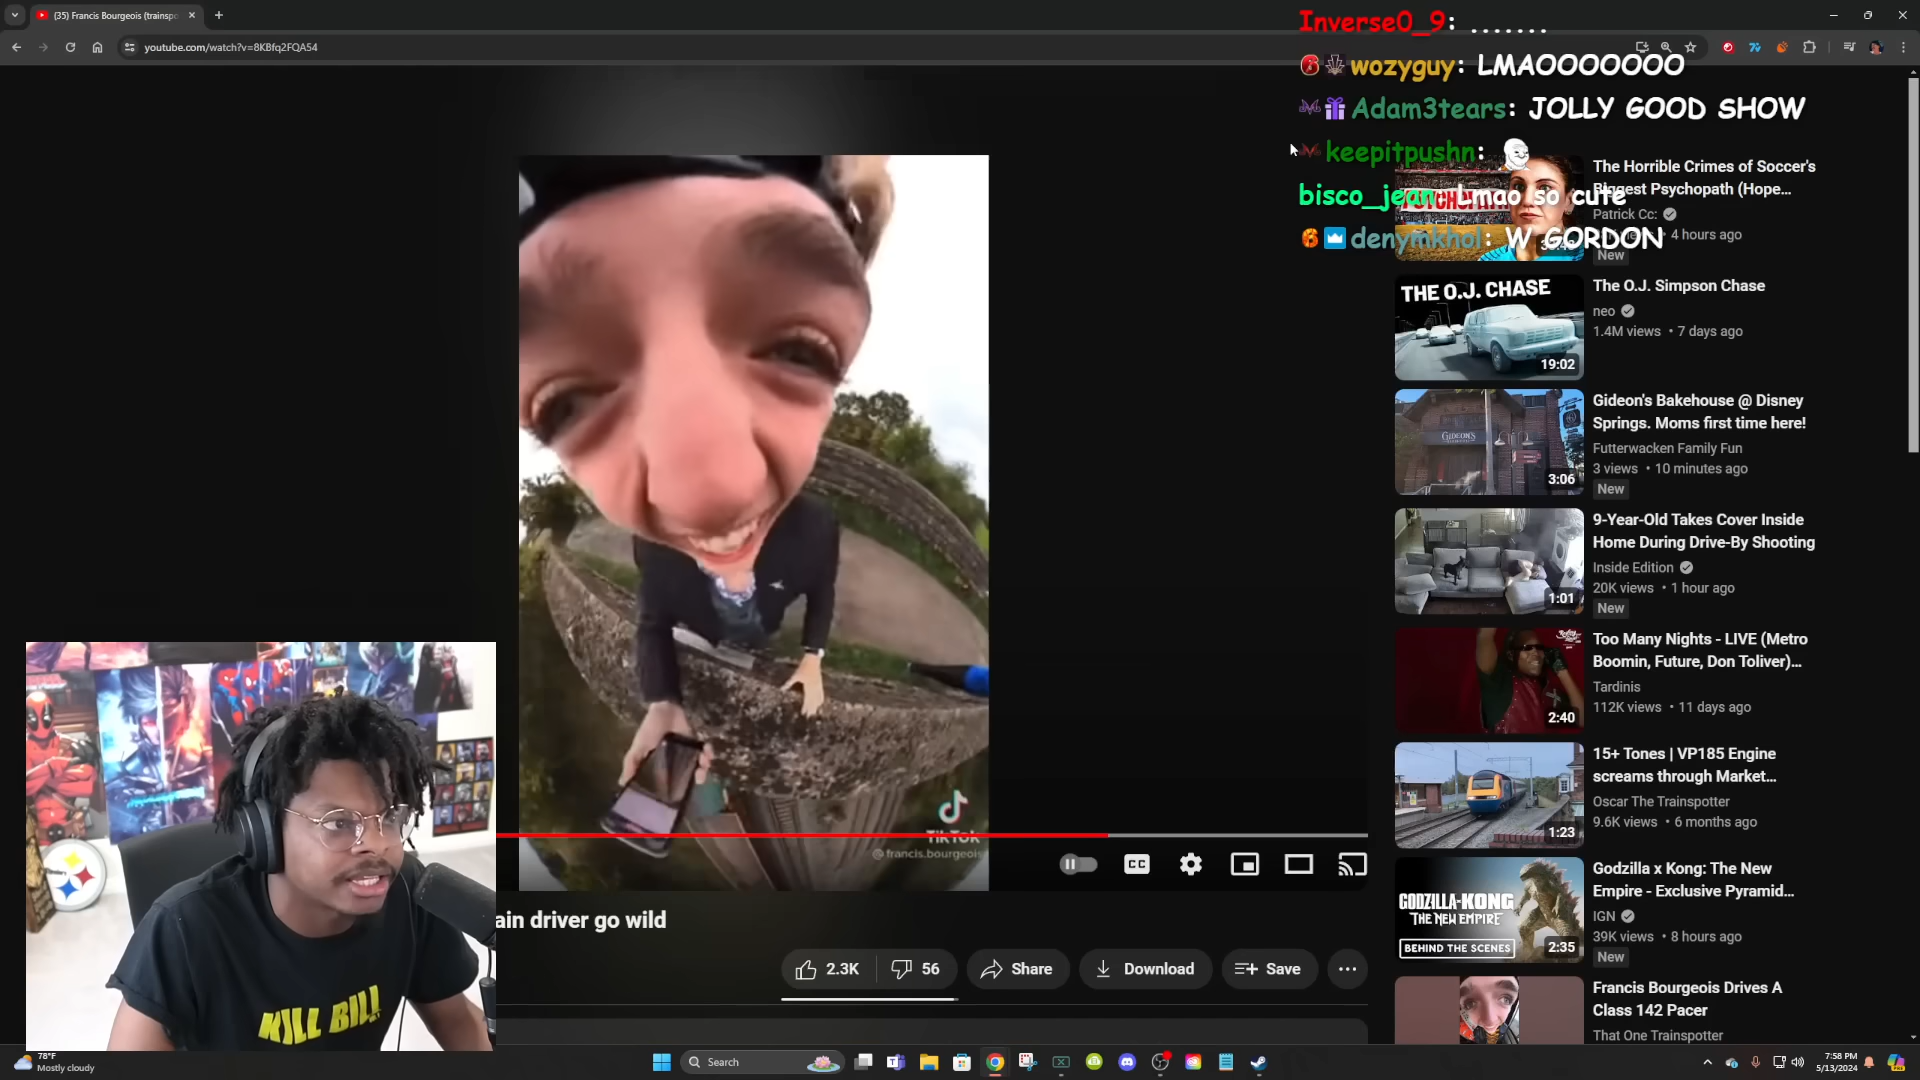 (35) Francis Bourgeois (trainspo
youtube.com/watch?v=8KBfq2FQA54
Inverse0_9: .......
wozyguy: LMAOOOOOOO
Adam3tears: JOLLY GOOD SHOW
keepitpushn:
bisco_jean: Lmao so cute
denymkhol: W GORDON
The Horrible Crimes of Soccer's
Biggest Psychopath (Hope...
Patrick Cc:
4 hours ago
New
THE O.J. CHASE
19:02
The O.J. Simpson Chase
neo
1.4M views • 7 days ago
GIDEON'S
3:06
Gideon's Bakehouse @ Disney
Springs. Moms first time here!
Futterwacken Family Fun
3 views • 10 minutes ago
New
1:01
9-Year-Old Takes Cover Inside
Home During Drive-By Shooting
Inside Edition
20K views • 1 hour ago
New
2:40
Too Many Nights - LIVE (Metro
Boomin, Future, Don Toliver)...
Tardinis
112K views • 11 days ago
1:23
15+ Tones | VP185 Engine
screams through Market...
Oscar The Trainspotter
9.6K views • 6 months ago
GODZILLA-KONG
THE NEW EMPIRE
BEHIND THE SCENES
2:35
Godzilla x Kong: The New
Empire - Exclusive Pyramid...
IGN
39K views • 8 hours ago
New
Francis Bourgeois Drives A
Class 142 Pacer
That One Trainspotter
TikTok
@francis.bourgeois
CC
ain driver go wild
2.3K
56
Share
Download
Save
Steelers
KILL BILL
78°F
Mostly cloudy
Search
7:58 PM
5/13/2024